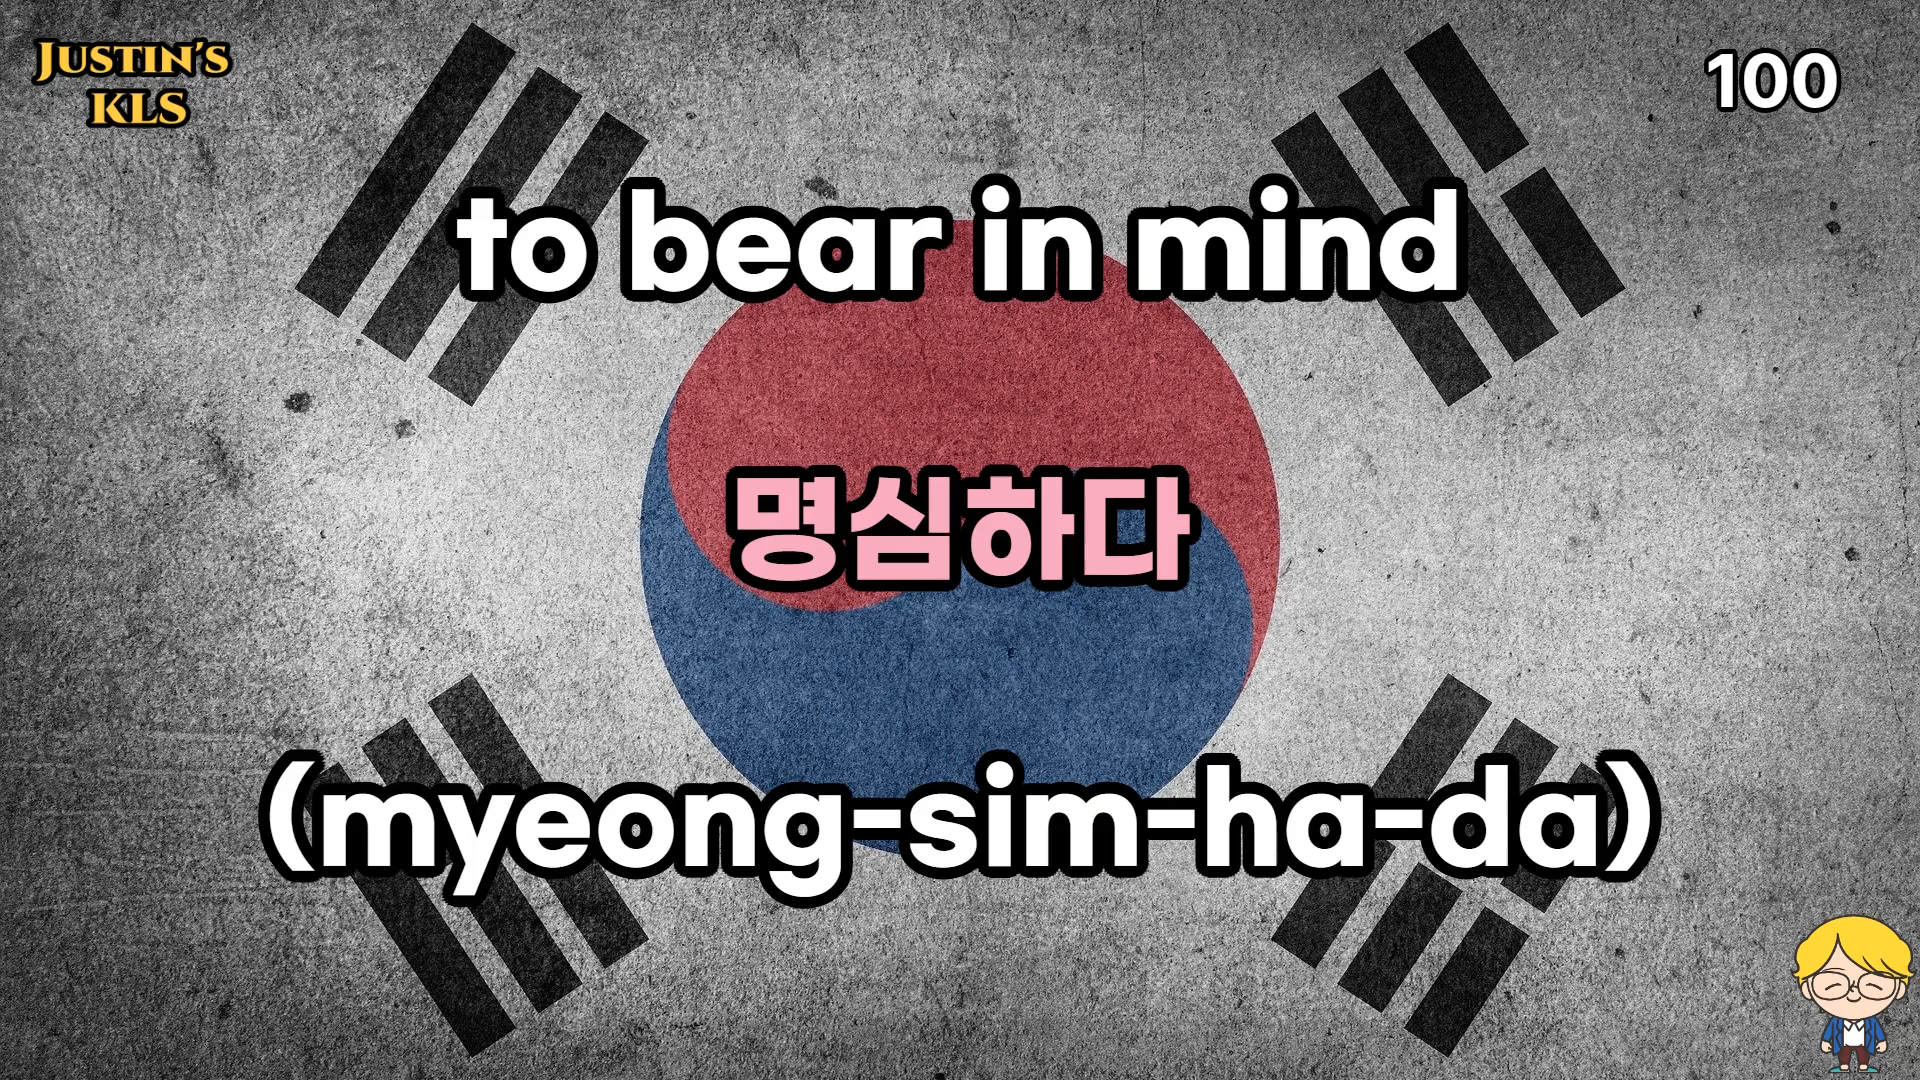 JUSTIN'S
KLS
100
to bear in mind
명심하다
(myeong-sim-ha-da)